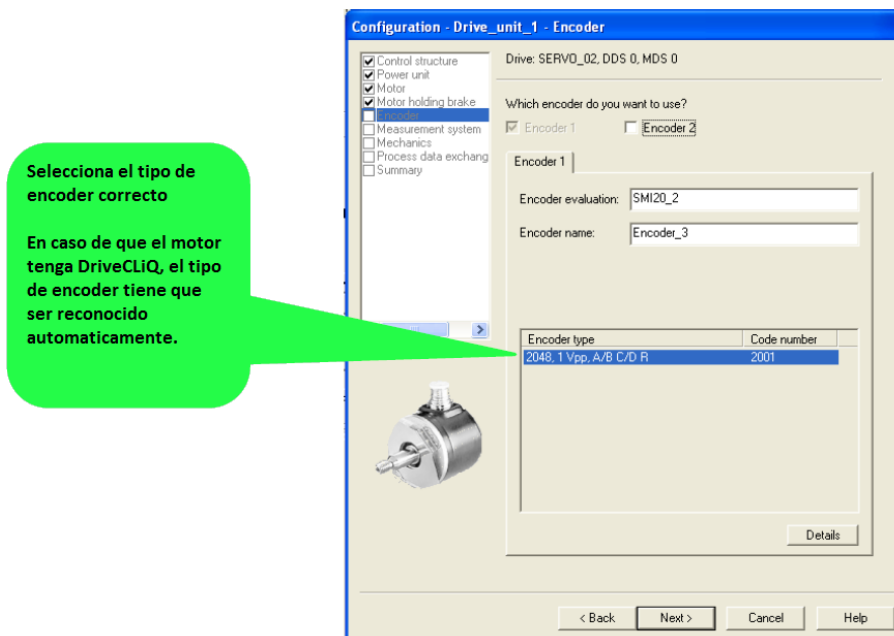 Configuration - Drive_unit_1 - Encoder
Control structure
Power unit
Motor
Motor holding brake
Encoder
Measurement system
Mechanics
Process data exchang
Summary
Drive: SERVO_02, DDS 0, MDS 0
Which encoder do you want to use?
Encoder 1
Encoder 2
Encoder 1
Encoder evaluation: SMI20_2
Encoder name: Encoder_3
Encoder type Code number
2048, 1 Vpp, A/B C/D R 2001
Details
< Back Next > Cancel Help
Selecciona el tipo de
encoder correcto
En caso de que el motor
tenga DriveCLiQ, el tipo
de encoder tiene que
ser reconocido
automaticamente.